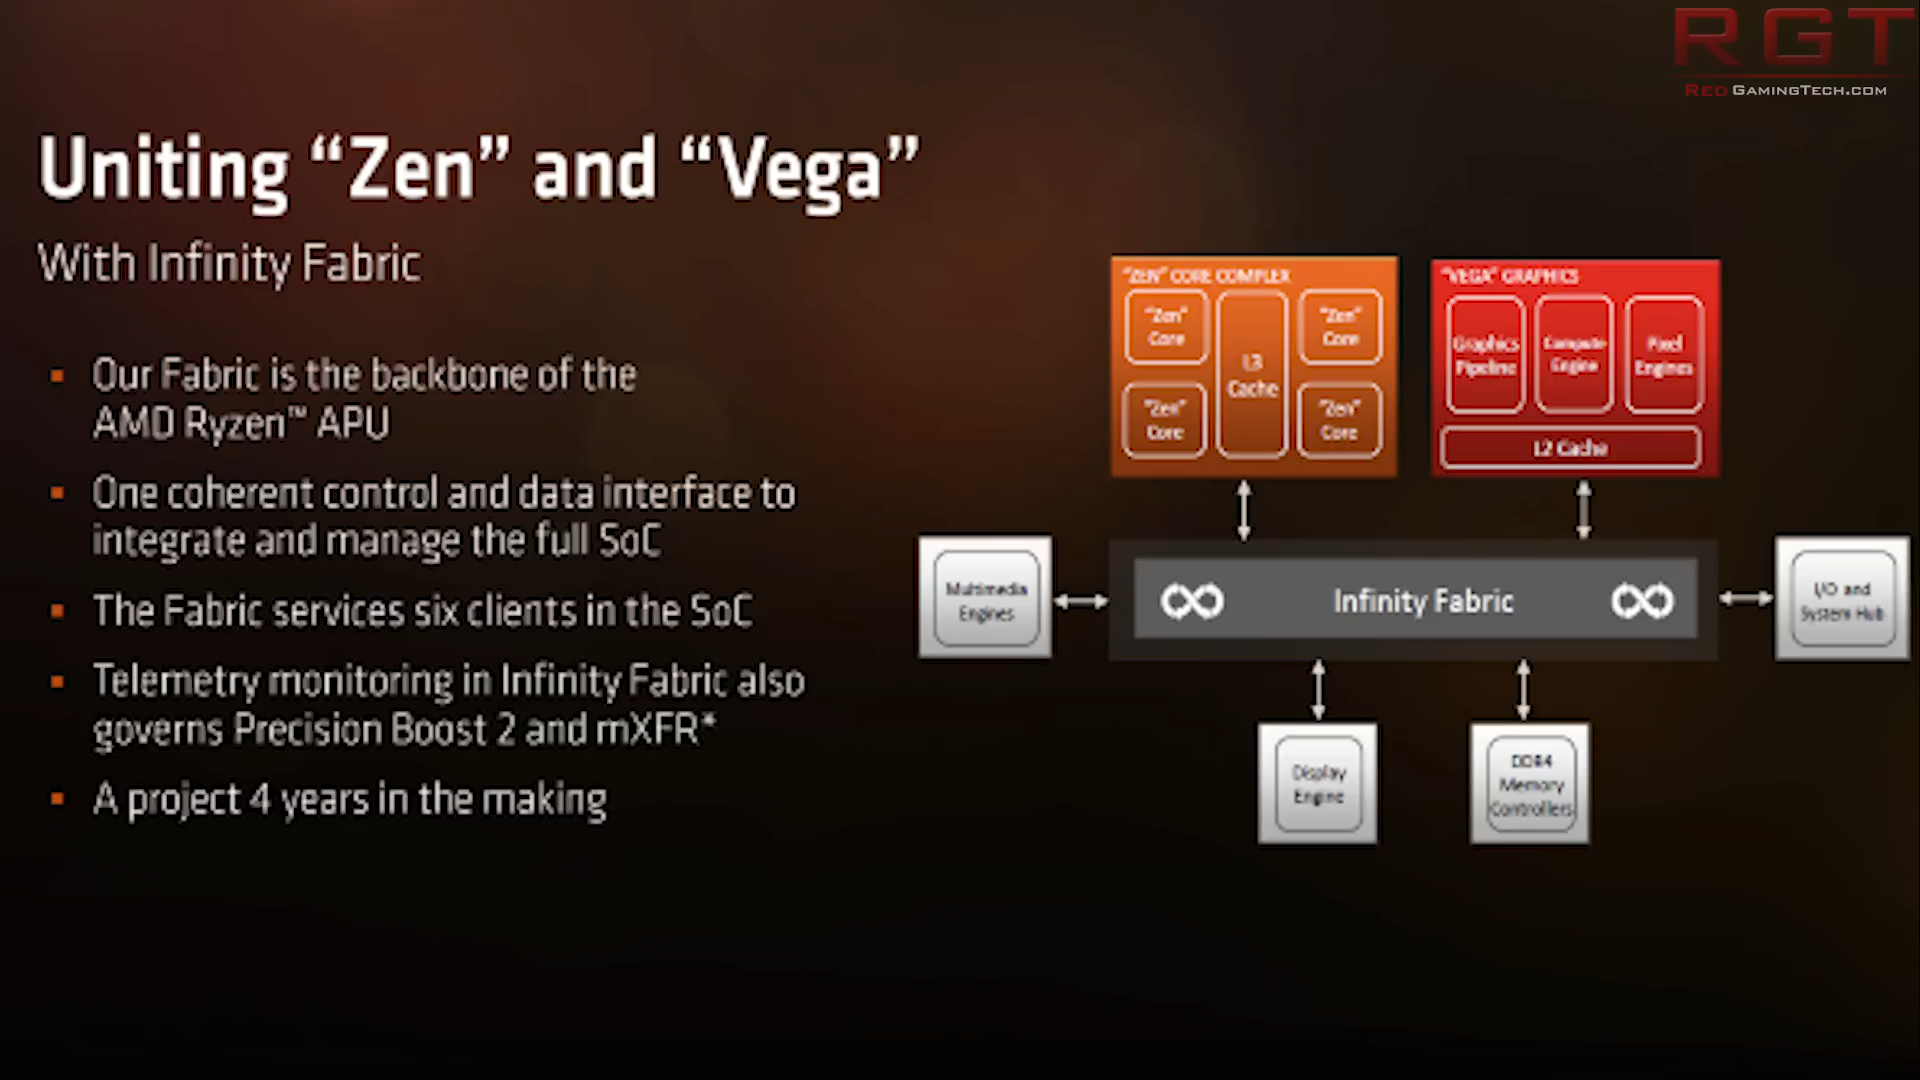 RGT
RedGamingTech.com
Uniting “Zen” and “Vega”
With Infinity Fabric
▪ Our Fabric is the backbone of the
AMD Ryzen™ APU
▪ One coherent control and data interface to
integrate and manage the full SoC
▪ The Fabric services six clients in the SoC
▪ Telemetry monitoring in Infinity Fabric also
governs Precision Boost 2 and mXFR*
▪ A project 4 years in the making
“ZEN” CORE COMPLEX
“Zen”
Core
“Zen”
Core
L3
Cache
“Zen”
Core
“Zen”
Core
“VEGA” GRAPHICS
Graphics
Pipeline
Compute
Engine
Pixel
Engines
L2 Cache
Multimedia
Engines
Infinity Fabric
I/O and
System Hub
Display
Engine
DDR4
Memory
Controllers